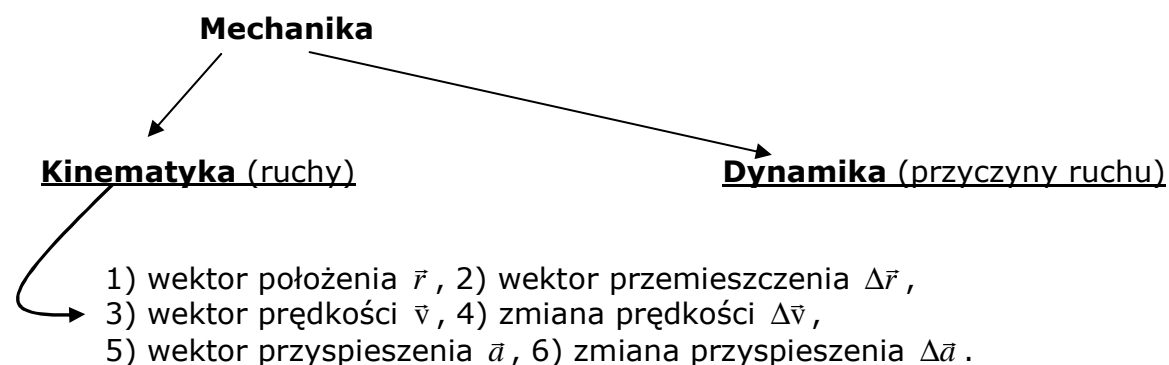 Mechanika
Kinematyka (ruchy)
Dynamika (przyczyny ruchu)
1) wektor położenia r⃗ , 2) wektor przemieszczenia Δr⃗ ,
3) wektor prędkości v⃗ , 4) zmiana prędkości Δv⃗ ,
5) wektor przyspieszenia a⃗ , 6) zmiana przyspieszenia Δa⃗ .